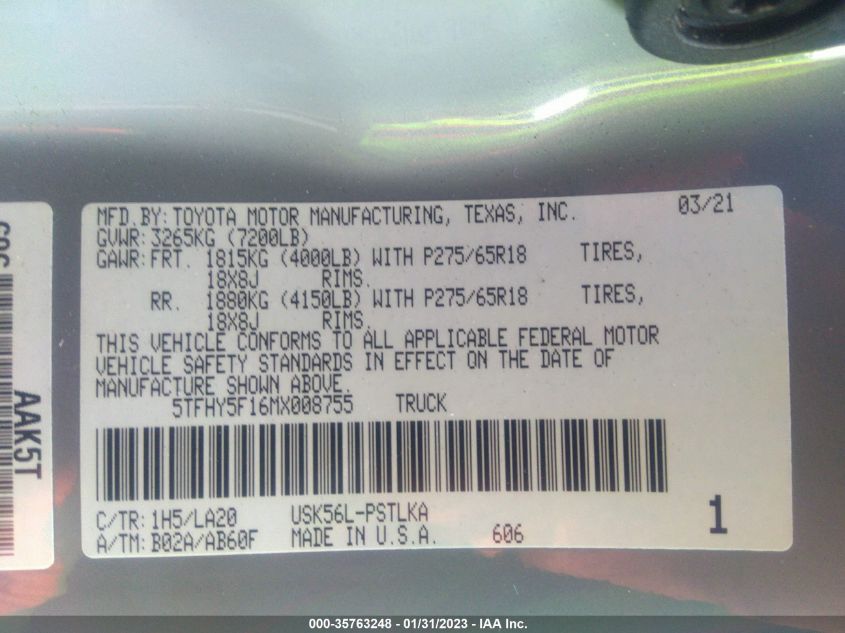 MFD. BY: TOYOTA MOTOR MANUFACTURING, TEXAS, INC. 03/21
GVWR: 3265KG (7200LB)
GAWR: FRT. 1815KG (4000LB) WITH P275/65R18 TIRES,
18X8J RIMS.
RR. 1880KG (4150LB) WITH P275/65R18 TIRES,
18X8J RIMS.
THIS VEHICLE CONFORMS TO ALL APPLICABLE FEDERAL MOTOR
VEHICLE SAFETY STANDARDS IN EFFECT ON THE DATE OF
MANUFACTURE SHOWN ABOVE.
5TFHY5F16MX008755 TRUCK
C/TR: 1H5/LA20 USK56L-PSTLKA
A/TM: B02A/AB60F MADE IN U.S.A. 606
1
AAK5T
000-35763248 - 01/31/2023 - IAA Inc.